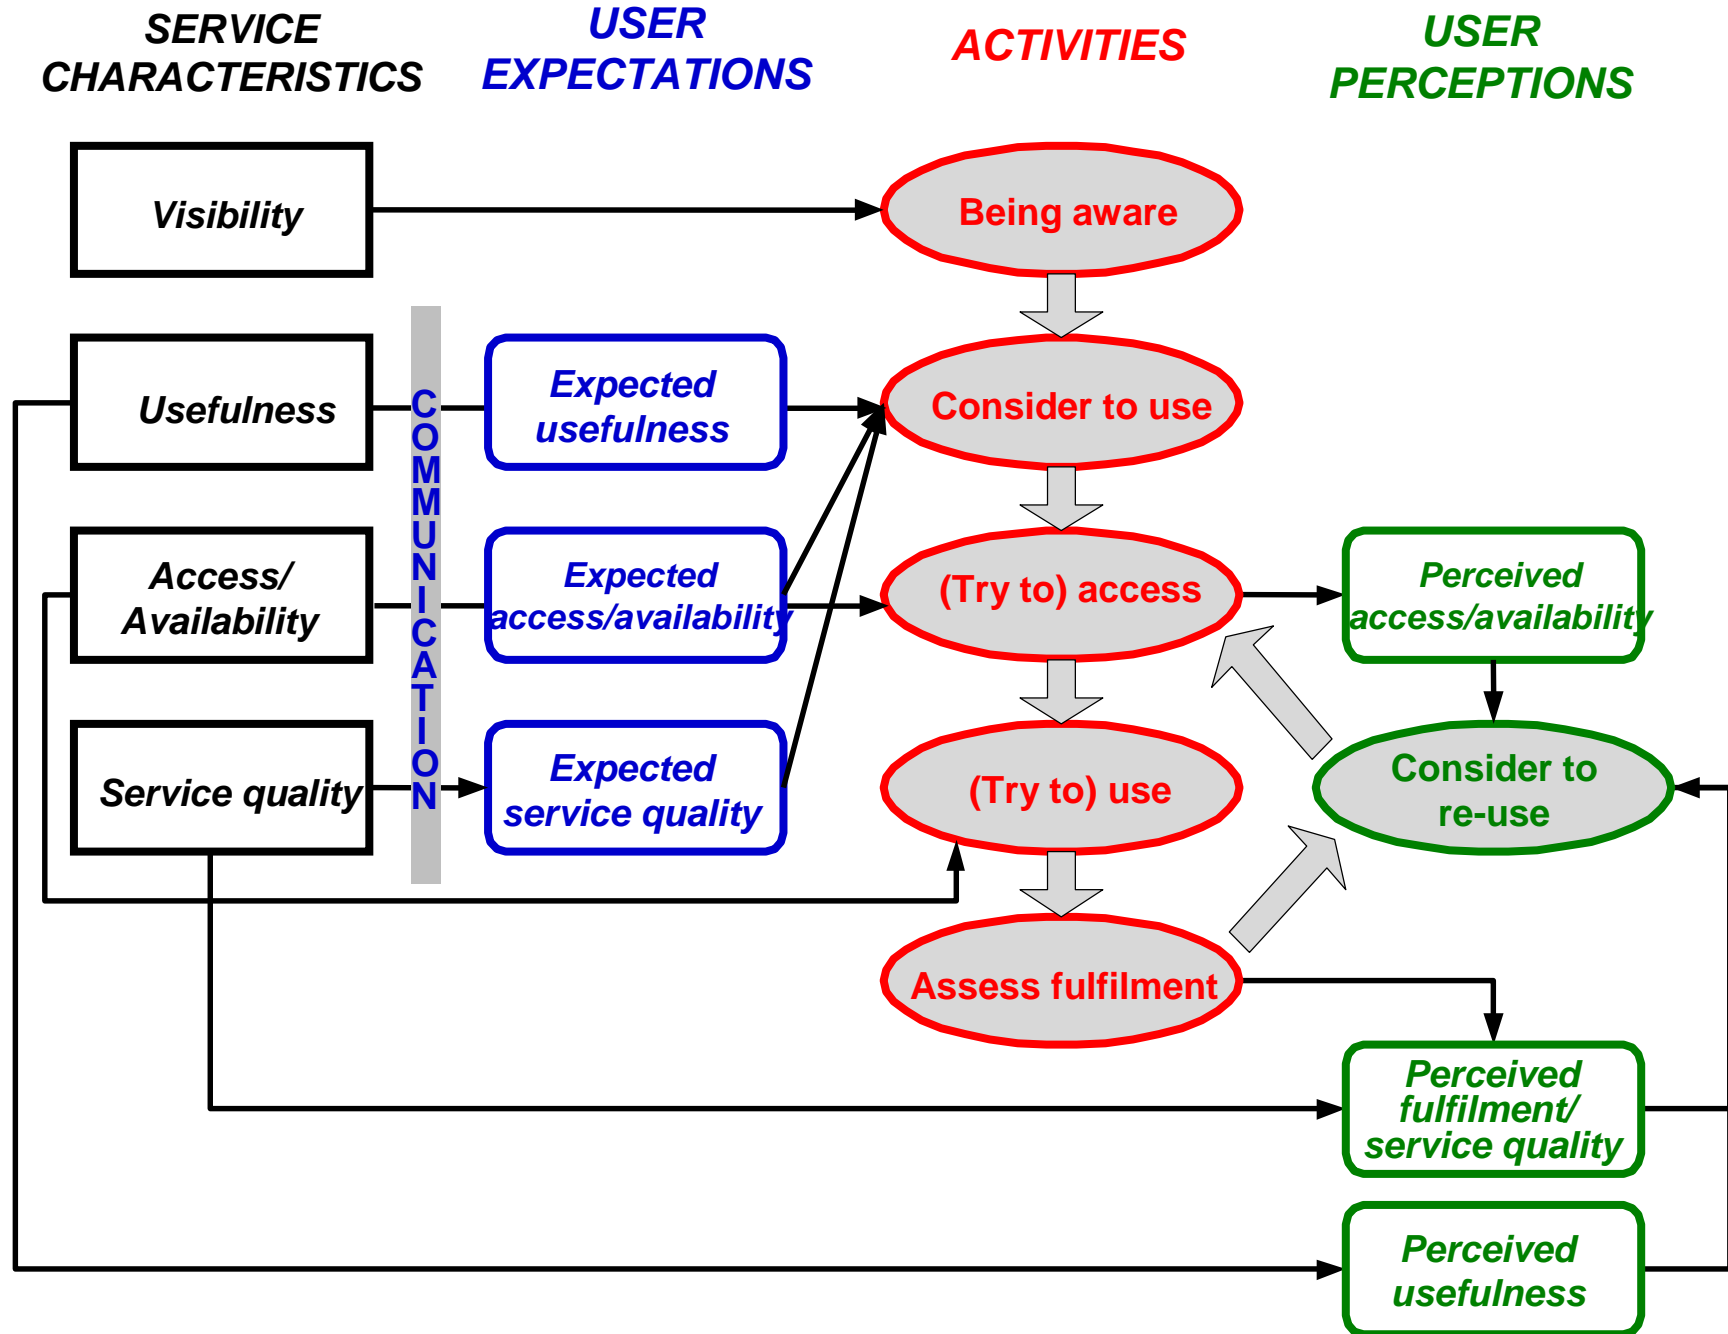 SERVICE
CHARACTERISTICS
USER
EXPECTATIONS
ACTIVITIES
USER
PERCEPTIONS
Visibility
Being aware
Usefulness
COMMUNICATION
Expected
usefulness
Consider to use
Access/
Availability
Expected
access/availability
(Try to) access
Perceived
access/availability
Service quality
Expected
service quality
(Try to) use
Consider to
re-use
Assess fulfilment
Perceived
fulfilment/
service quality
Perceived
usefulness